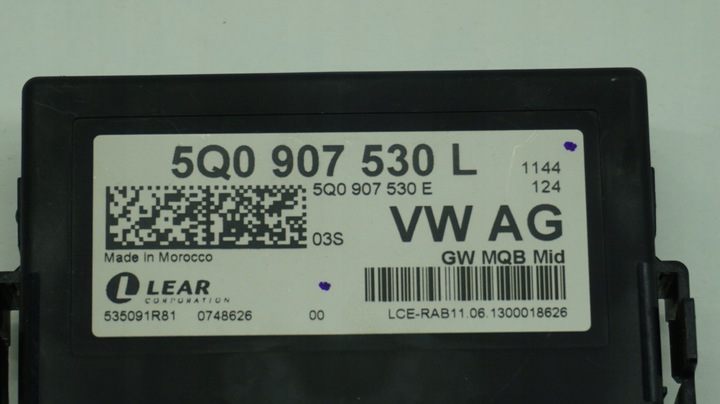 5Q0 907 530 L
1144
5Q0 907 530 E
124
03S
VW AG
Made in Morocco
GW MQB Mid
LEAR
CORPORATION
535091R81 0748626 00
LCE-RAB11.06.1300018626